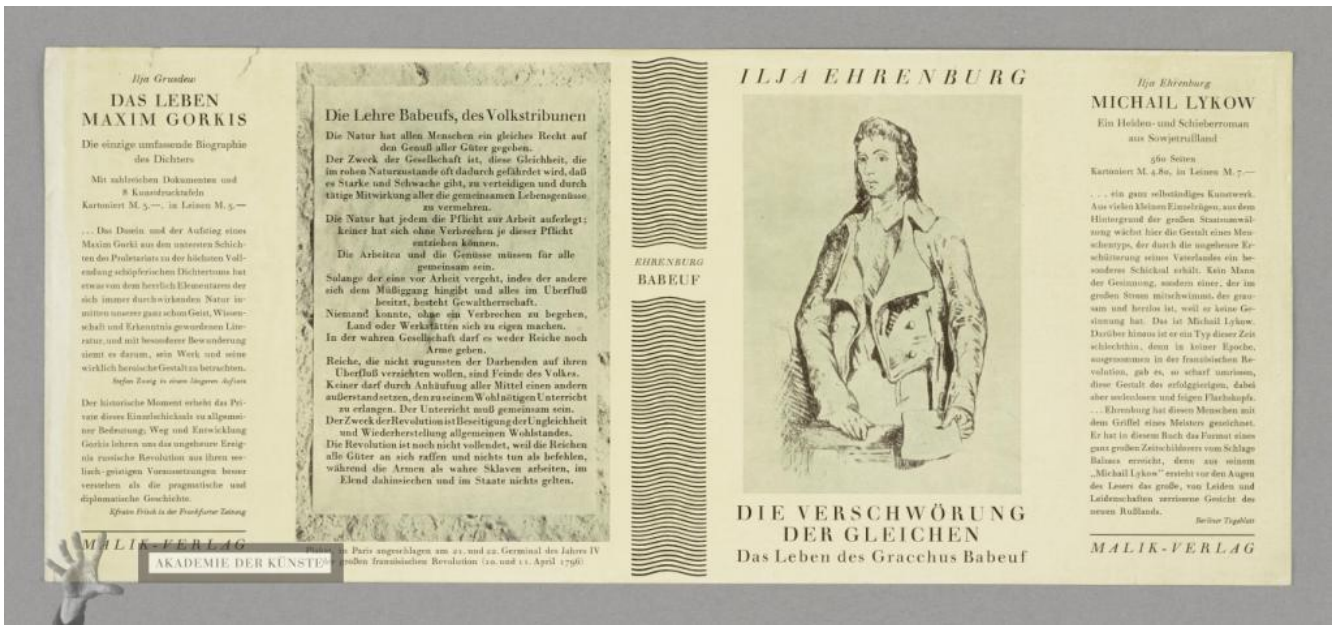 Ilja Grusdew
DAS LEBEN
MAXIM GORKIS
Die einzige umfassende Biographie
des Dichters
Mit zahlreichen Dokumenten und
8 Kunstdrucktafeln
Kartoniert M. 3.—, in Leinen M. 5.—
... Das Dasein und der Aufstieg eines
Maxim Gorki aus den untersten Schich-
ten des Proletariats zu der höchsten Voll-
endung schöpferischen Dichtertums hat
etwas von dem herrlich Elementaren der
sich immer durchwirkenden Natur in-
mitten unserer ganz schon Geist, Wissen-
schaft und Erkenntnis gewordenen Lite-
ratur, und mit besonderer Bewunderung
ziemt es darum, sein Werk und seine
wirklich heroische Gestalt zu betrachten.
Stefan Zweig in einem längeren Aufsatz
Der historische Moment erhebt das Pri-
vate dieses Einzelschicksals zu allgemei-
ner Bedeutung; Weg und Entwicklung
Gorkis lehren uns das ungeheure Ereig-
nis russische Revolution aus ihren see-
lisch-geistigen Voraussetzungen besser
verstehen als die pragmatische und
diplomatische Geschichte.
Efraim Frisch in der Frankfurter Zeitung
MALIK-VERLAG
AKADEMIE DER KÜNSTE
Die Lehre Babeufs, des Volkstribunen
Die Natur hat allen Menschen ein gleiches Recht auf
den Genuß aller Güter gegeben.
Der Zweck der Gesellschaft ist, diese Gleichheit, die
im rohen Naturzustande oft dadurch gefährdet wird, daß
es Starke und Schwache gibt, zu verteidigen und durch
tätige Mitwirkung aller die gemeinsamen Lebensgenüsse
zu vermehren.
Die Natur hat jedem die Pflicht zur Arbeit auferlegt;
keiner hat sich ohne Verbrechen je dieser Pflicht
entziehen können.
Die Arbeiten und die Genüsse müssen für alle
gemeinsam sein.
Solange der eine vor Arbeit vergeht, indes der andere
sich dem Müßiggang hingibt und alles im Überfluß
besitzt, besteht Gewaltherrschaft.
Niemand konnte, ohne ein Verbrechen zu begehen,
Land oder Werkstätten sich zu eigen machen.
In der wahren Gesellschaft darf es weder Reiche noch
Arme geben.
Reiche, die nicht zugunsten der Darbenden auf ihren
Überfluß verzichten wollen, sind Feinde des Volkes.
Keiner darf durch Anhäufung aller Mittel einen andern
außerstand setzen, den zu seinem Wohl nötigen Unterricht
zu erlangen. Der Unterricht muß gemeinsam sein.
Der Zweck der Revolution ist Beseitigung der Ungleichheit
und Wiederherstellung allgemeinen Wohlstandes.
Die Revolution ist noch nicht vollendet, weil die Reichen
alle Güter an sich raffen und nichts tun als befehlen,
während die Armen als wahre Sklaven arbeiten, im
Elend dahinsiechen und im Staate nichts gelten.
in Paris angeschlagen am 21. und 22. Germinal des Jahres IV
großen französischen Revolution (10. und 11. April 1796)
EHRENBURG
BABEUF
ILJA EHRENBURG
DIE VERSCHWÖRUNG
DER GLEICHEN
Das Leben des Gracchus Babeuf
Ilja Ehrenburg
MICHAIL LYKOW
Ein Helden- und Schieberroman
aus Sowjetrußland
560 Seiten
Kartoniert M. 4.80, in Leinen M. 7.—
... ein ganz selbständiges Kunstwerk.
Aus vielen kleinen Einzelzügen, aus dem
Hintergrund der großen Staatsumwäl-
zung wächst hier die Gestalt eines Men-
schentyps, der durch die ungeheure Er-
schütterung seines Vaterlandes ein be-
sonderes Schicksal erhält. Kein Mann
der Gesinnung, sondern einer, der im
großen Strom mitschwimmt, der grau-
sam und herzlos ist, weil er keine Ge-
sinnung hat. Das ist Michail Lykow.
Darüber hinaus ist er ein Typ dieser Zeit
schlechthin, denn in keiner Epoche,
ausgenommen in der französischen Re-
volution, gab es, so scharf umrissen,
diese Gestalt des erfolggierigen, dabei
aber seelenlosen und feigen Flachskopfs.
... Ehrenburg hat diesen Menschen mit
dem Griffel eines Meisters gezeichnet.
Er hat in diesem Buch das Format eines
ganz großen Zeitschilderers vom Schlage
Balzacs erreicht, denn aus seinem
„Michail Lykow“ ersteht vor den Augen
des Lesers das große, von Leiden und
Leidenschaften zerrissene Gesicht des
neuen Rußlands.
Berliner Tageblatt
MALIK-VERLAG